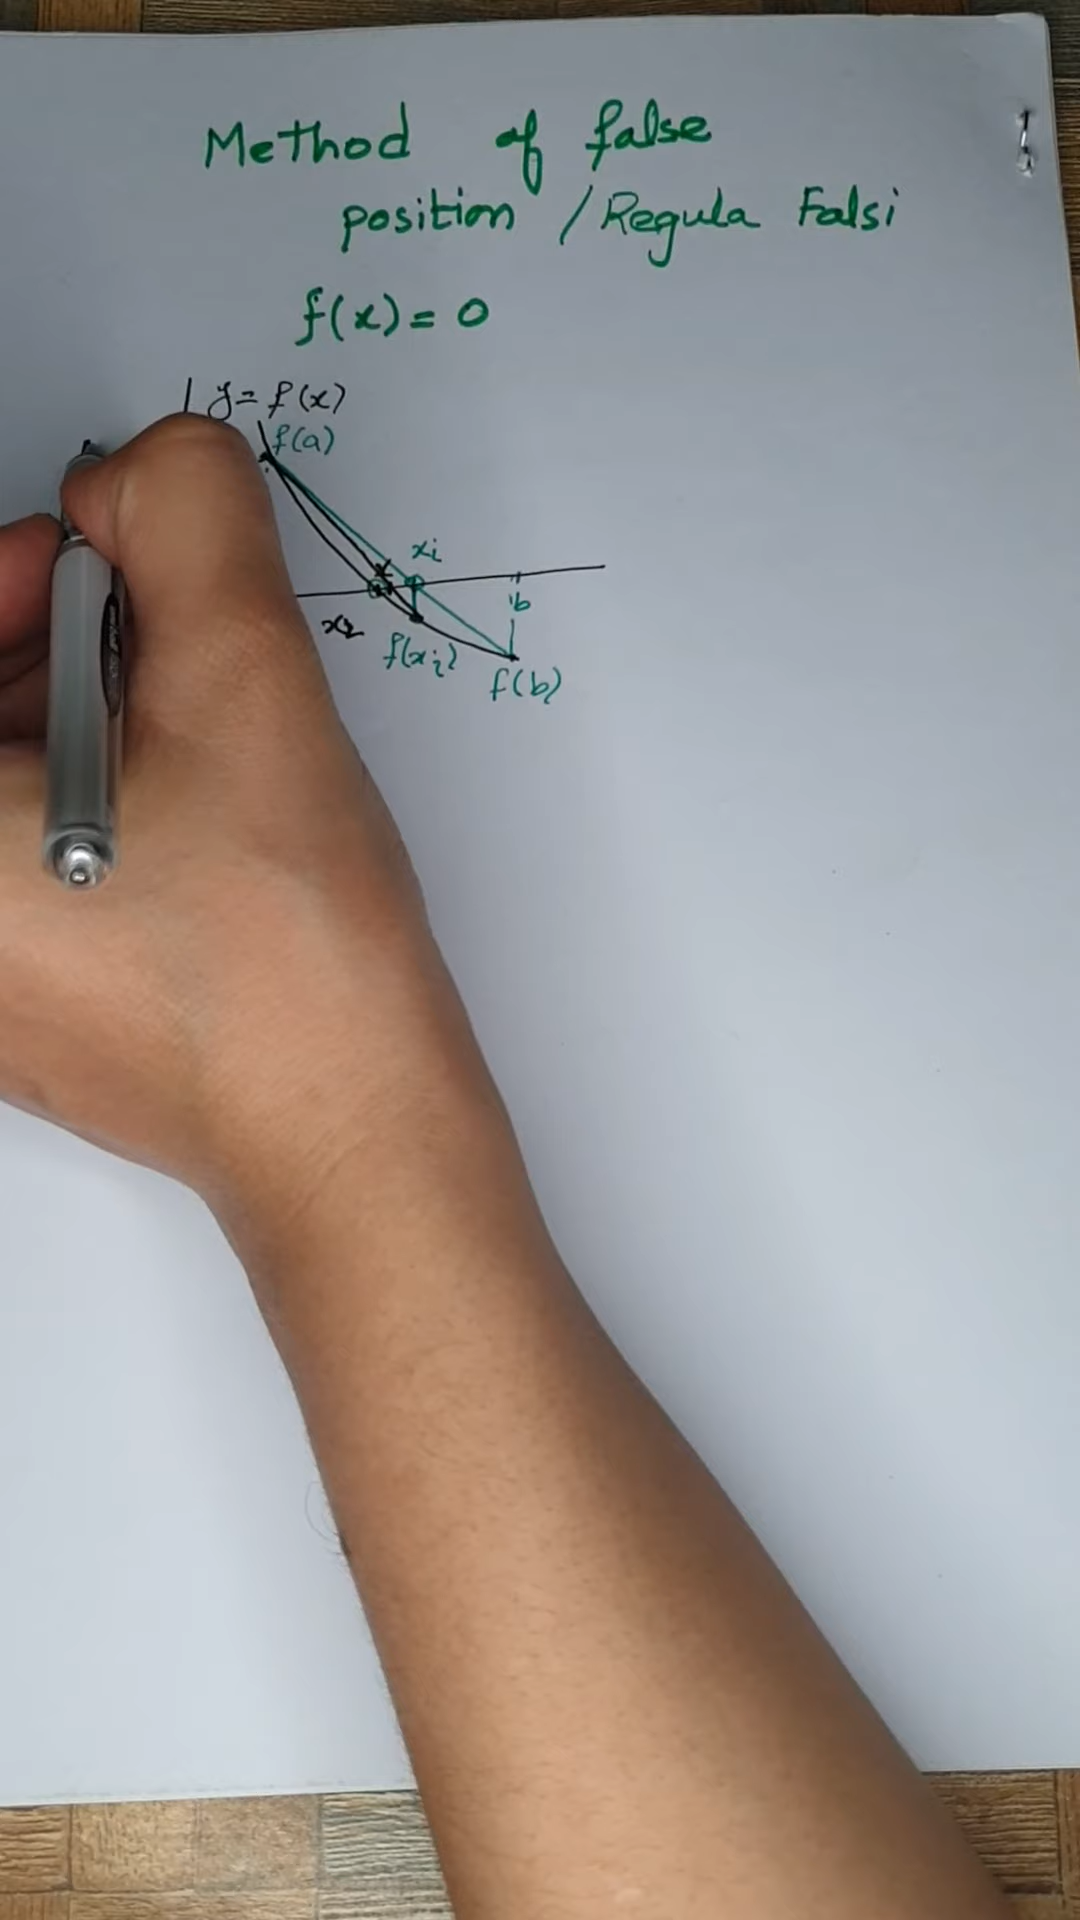 Method of false
position / Regula Falsi
f(x) = 0
y = f(x)
f(a)
xi
b
x2
f(xi)
f(b)